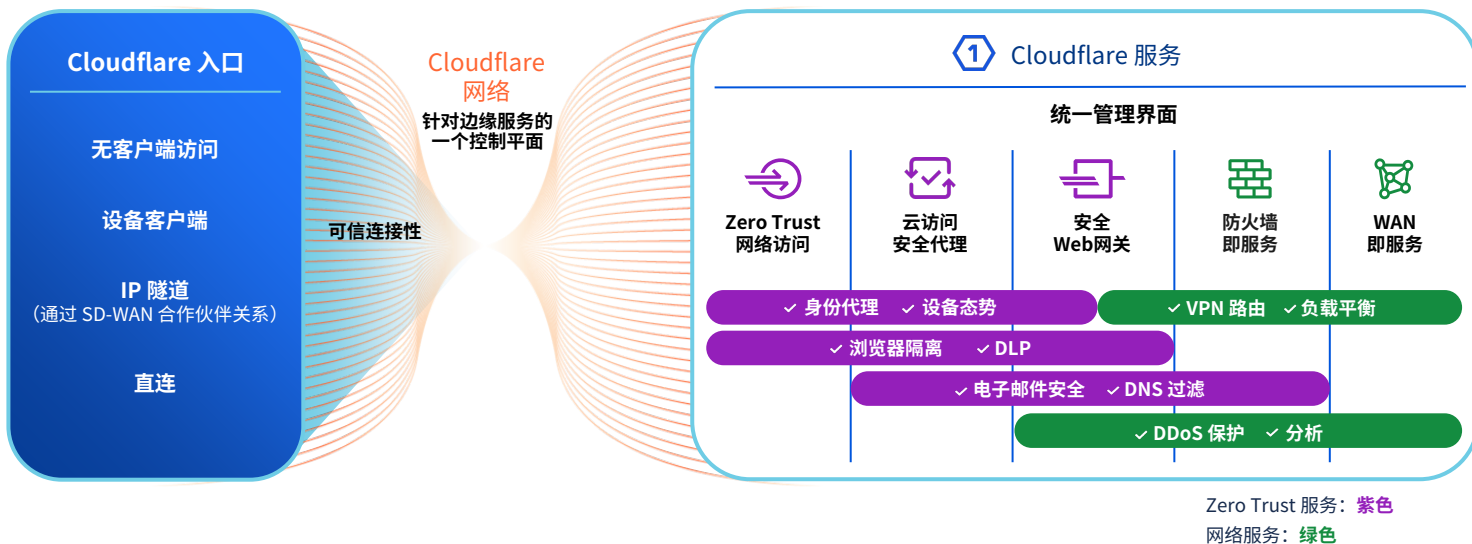 Cloudflare 入口
无客户端访问
设备客户端
IP 隧道
（通过 SD-WAN 合作伙伴关系）
直连
可信连接性
Cloudflare
网络
针对边缘服务的
一个控制平面
1 Cloudflare 服务
统一管理界面
Zero Trust
网络访问
云访问
安全代理
安全
Web网关
防火墙
即服务
WAN
即服务
✓ 身份代理 ✓ 设备态势
✓ VPN 路由 ✓ 负载平衡
✓ 浏览器隔离 ✓ DLP
✓ 电子邮件安全 ✓ DNS 过滤
✓ DDoS 保护 ✓ 分析
Zero Trust 服务：紫色
网络服务：绿色